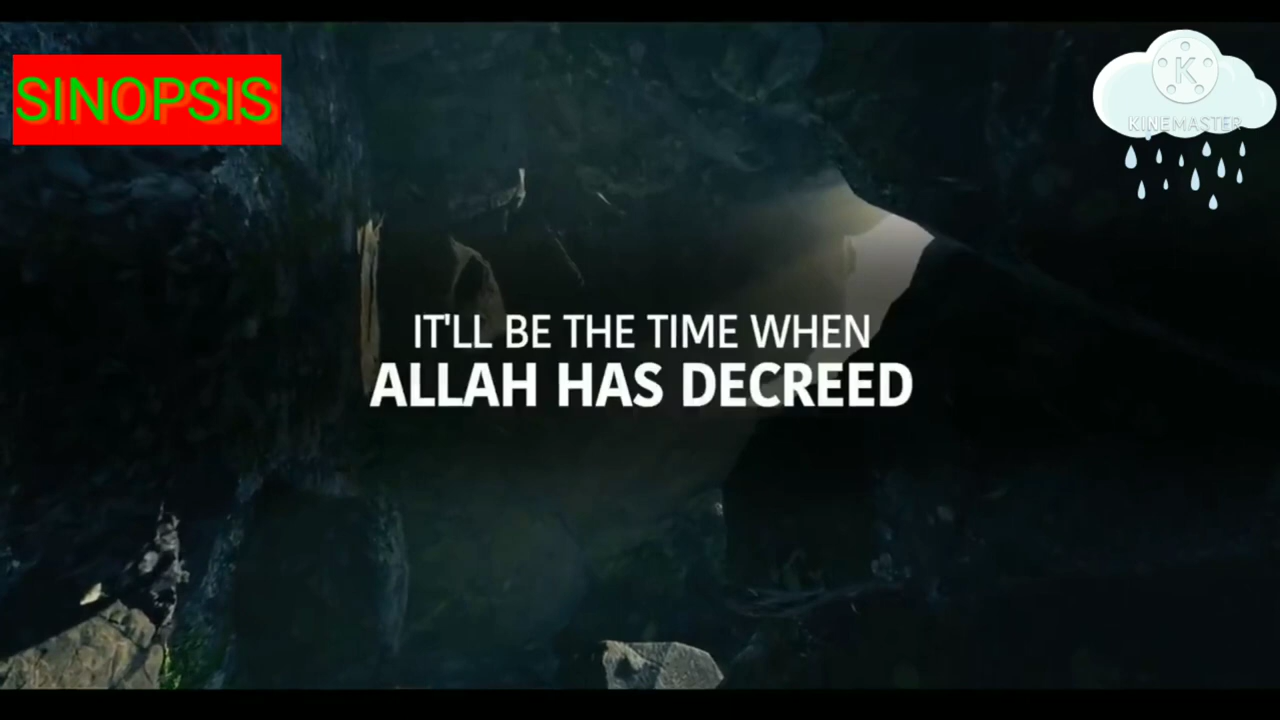 SINOPSIS
K
KINEMASTER
IT'LL BE THE TIME WHEN
ALLAH HAS DECREED